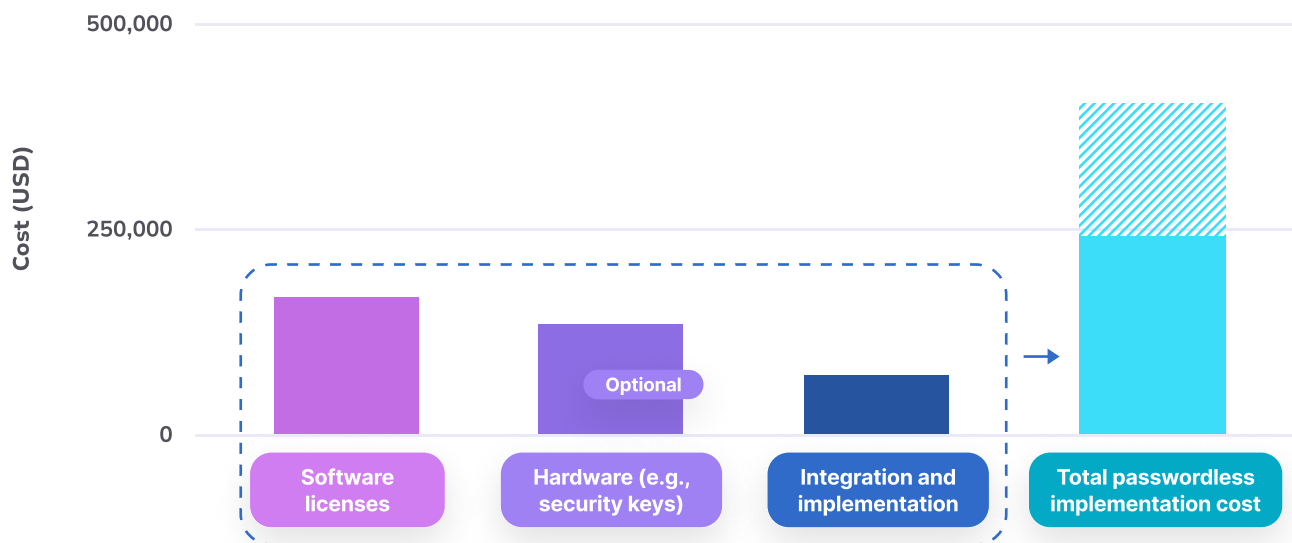 500,000
250,000
0
Cost (USD)
Optional
Software
licenses
Hardware (e.g.,
security keys)
Integration and
implementation
Total passwordless
implementation cost